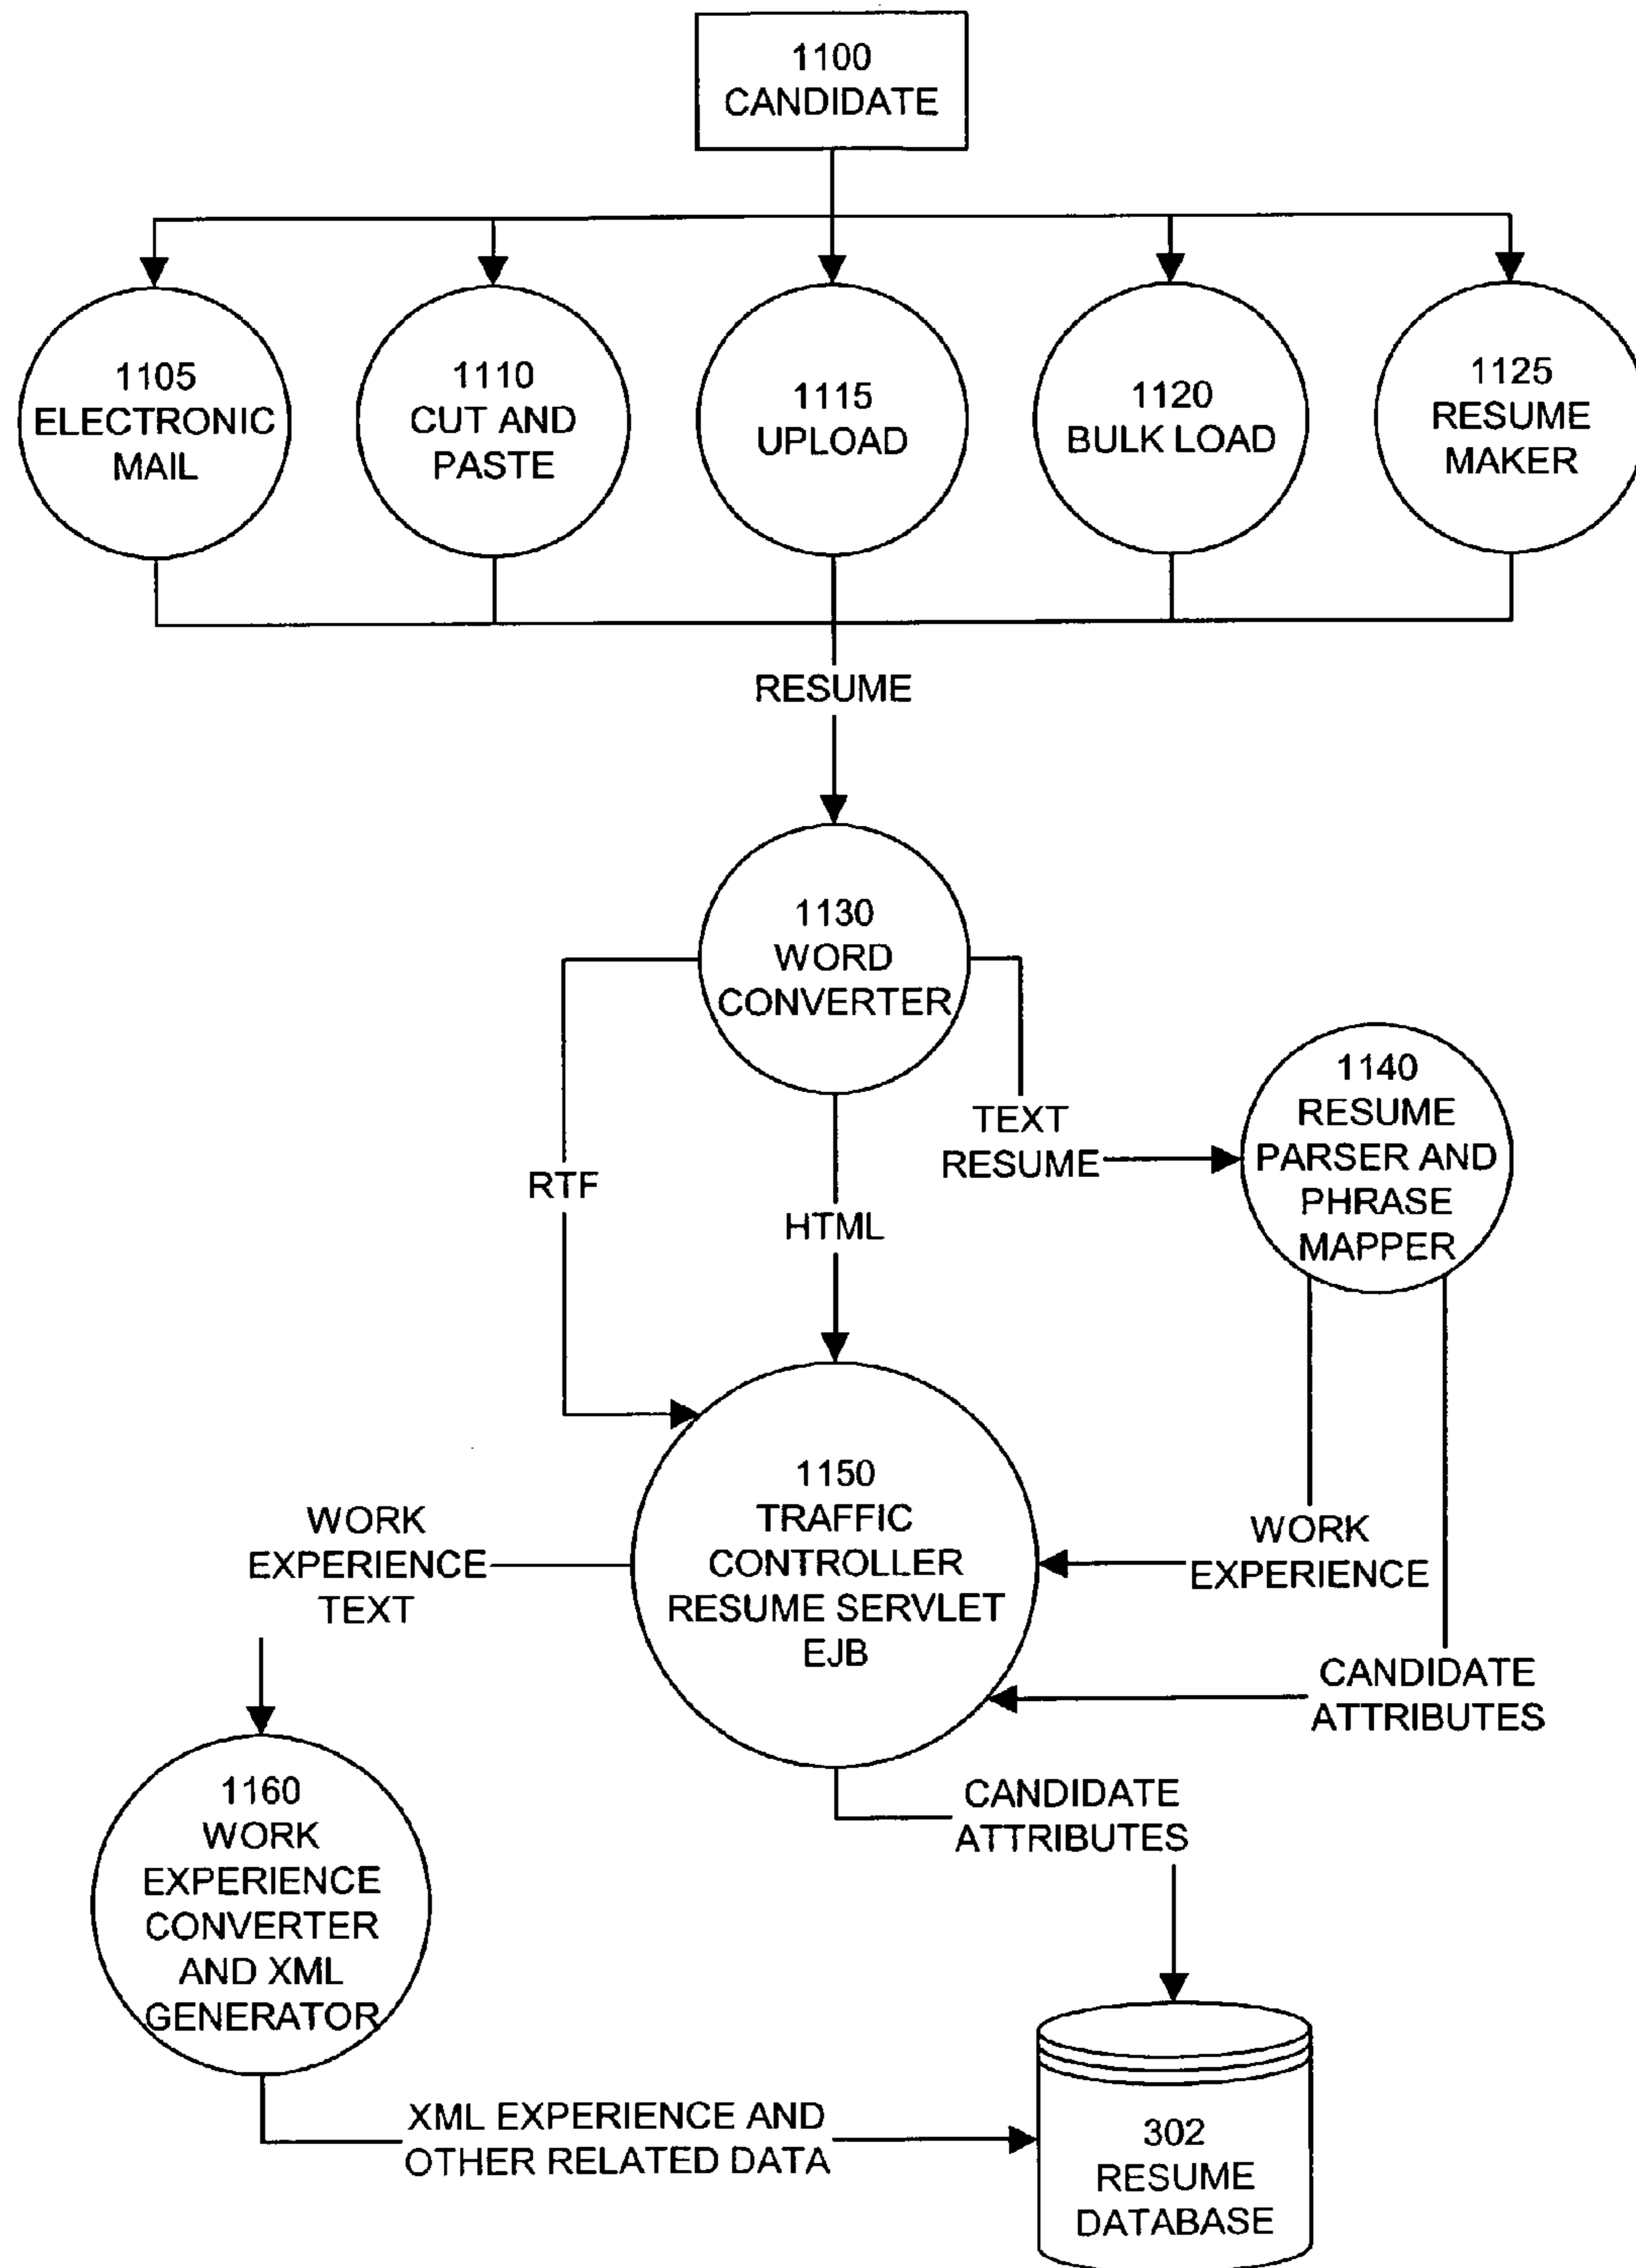 1100
CANDIDATE
1105
ELECTRONIC
MAIL
1110
CUT AND
PASTE
1115
UPLOAD
1120
BULK LOAD
1125
RESUME
MAKER
RESUME
1130
WORD
CONVERTER
RTF
HTML
TEXT
RESUME
1140
RESUME
PARSER AND
PHRASE
MAPPER
1150
TRAFFIC
CONTROLLER
RESUME SERVLET
EJB
WORK
EXPERIENCE
CANDIDATE
ATTRIBUTES
WORK
EXPERIENCE
TEXT
1160
WORK
EXPERIENCE
CONVERTER
AND XML
GENERATOR
CANDIDATE
ATTRIBUTES
XML EXPERIENCE AND
OTHER RELATED DATA
302
RESUME
DATABASE